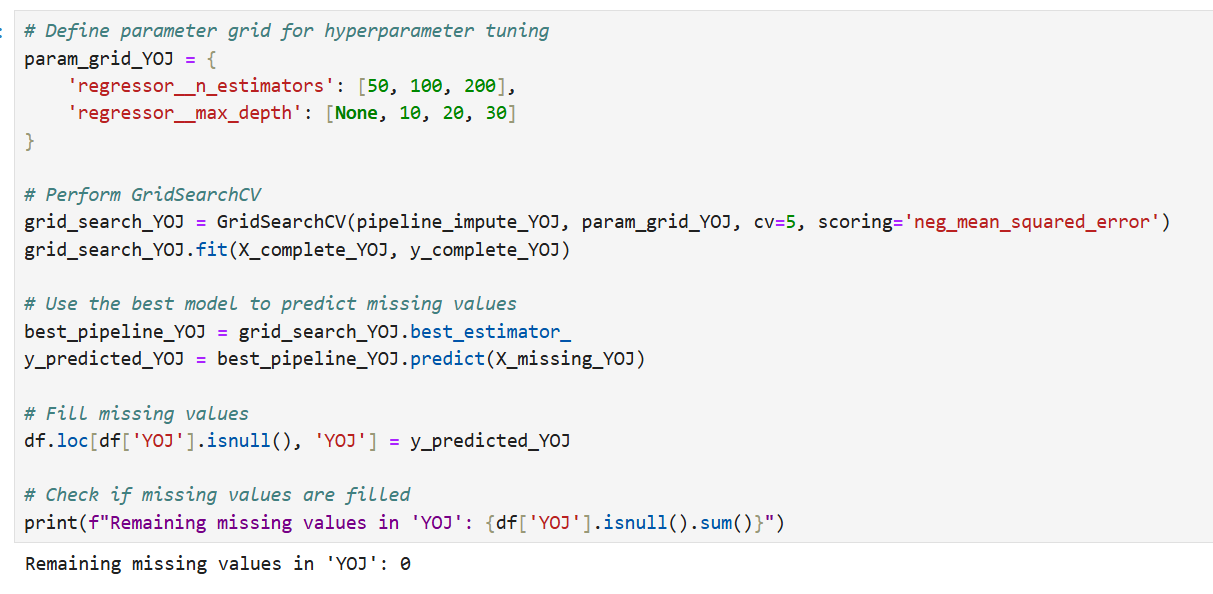 # Define parameter grid for hyperparameter tuning
param_grid_YOJ = {
    'regressor__n_estimators': [50, 100, 200],
    'regressor__max_depth': [None, 10, 20, 30]
}
# Perform GridSearchCV
grid_search_YOJ = GridSearchCV(pipeline_impute_YOJ, param_grid_YOJ, cv=5, scoring='neg_mean_squared_error')
grid_search_YOJ.fit(X_complete_YOJ, y_complete_YOJ)
# Use the best model to predict missing values
best_pipeline_YOJ = grid_search_YOJ.best_estimator_
y_predicted_YOJ = best_pipeline_YOJ.predict(X_missing_YOJ)
# Fill missing values
df.loc[df['YOJ'].isnull(), 'YOJ'] = y_predicted_YOJ
# Check if missing values are filled
print(f"Remaining missing values in 'YOJ': {df['YOJ'].isnull().sum()}")
Remaining missing values in 'YOJ': 0